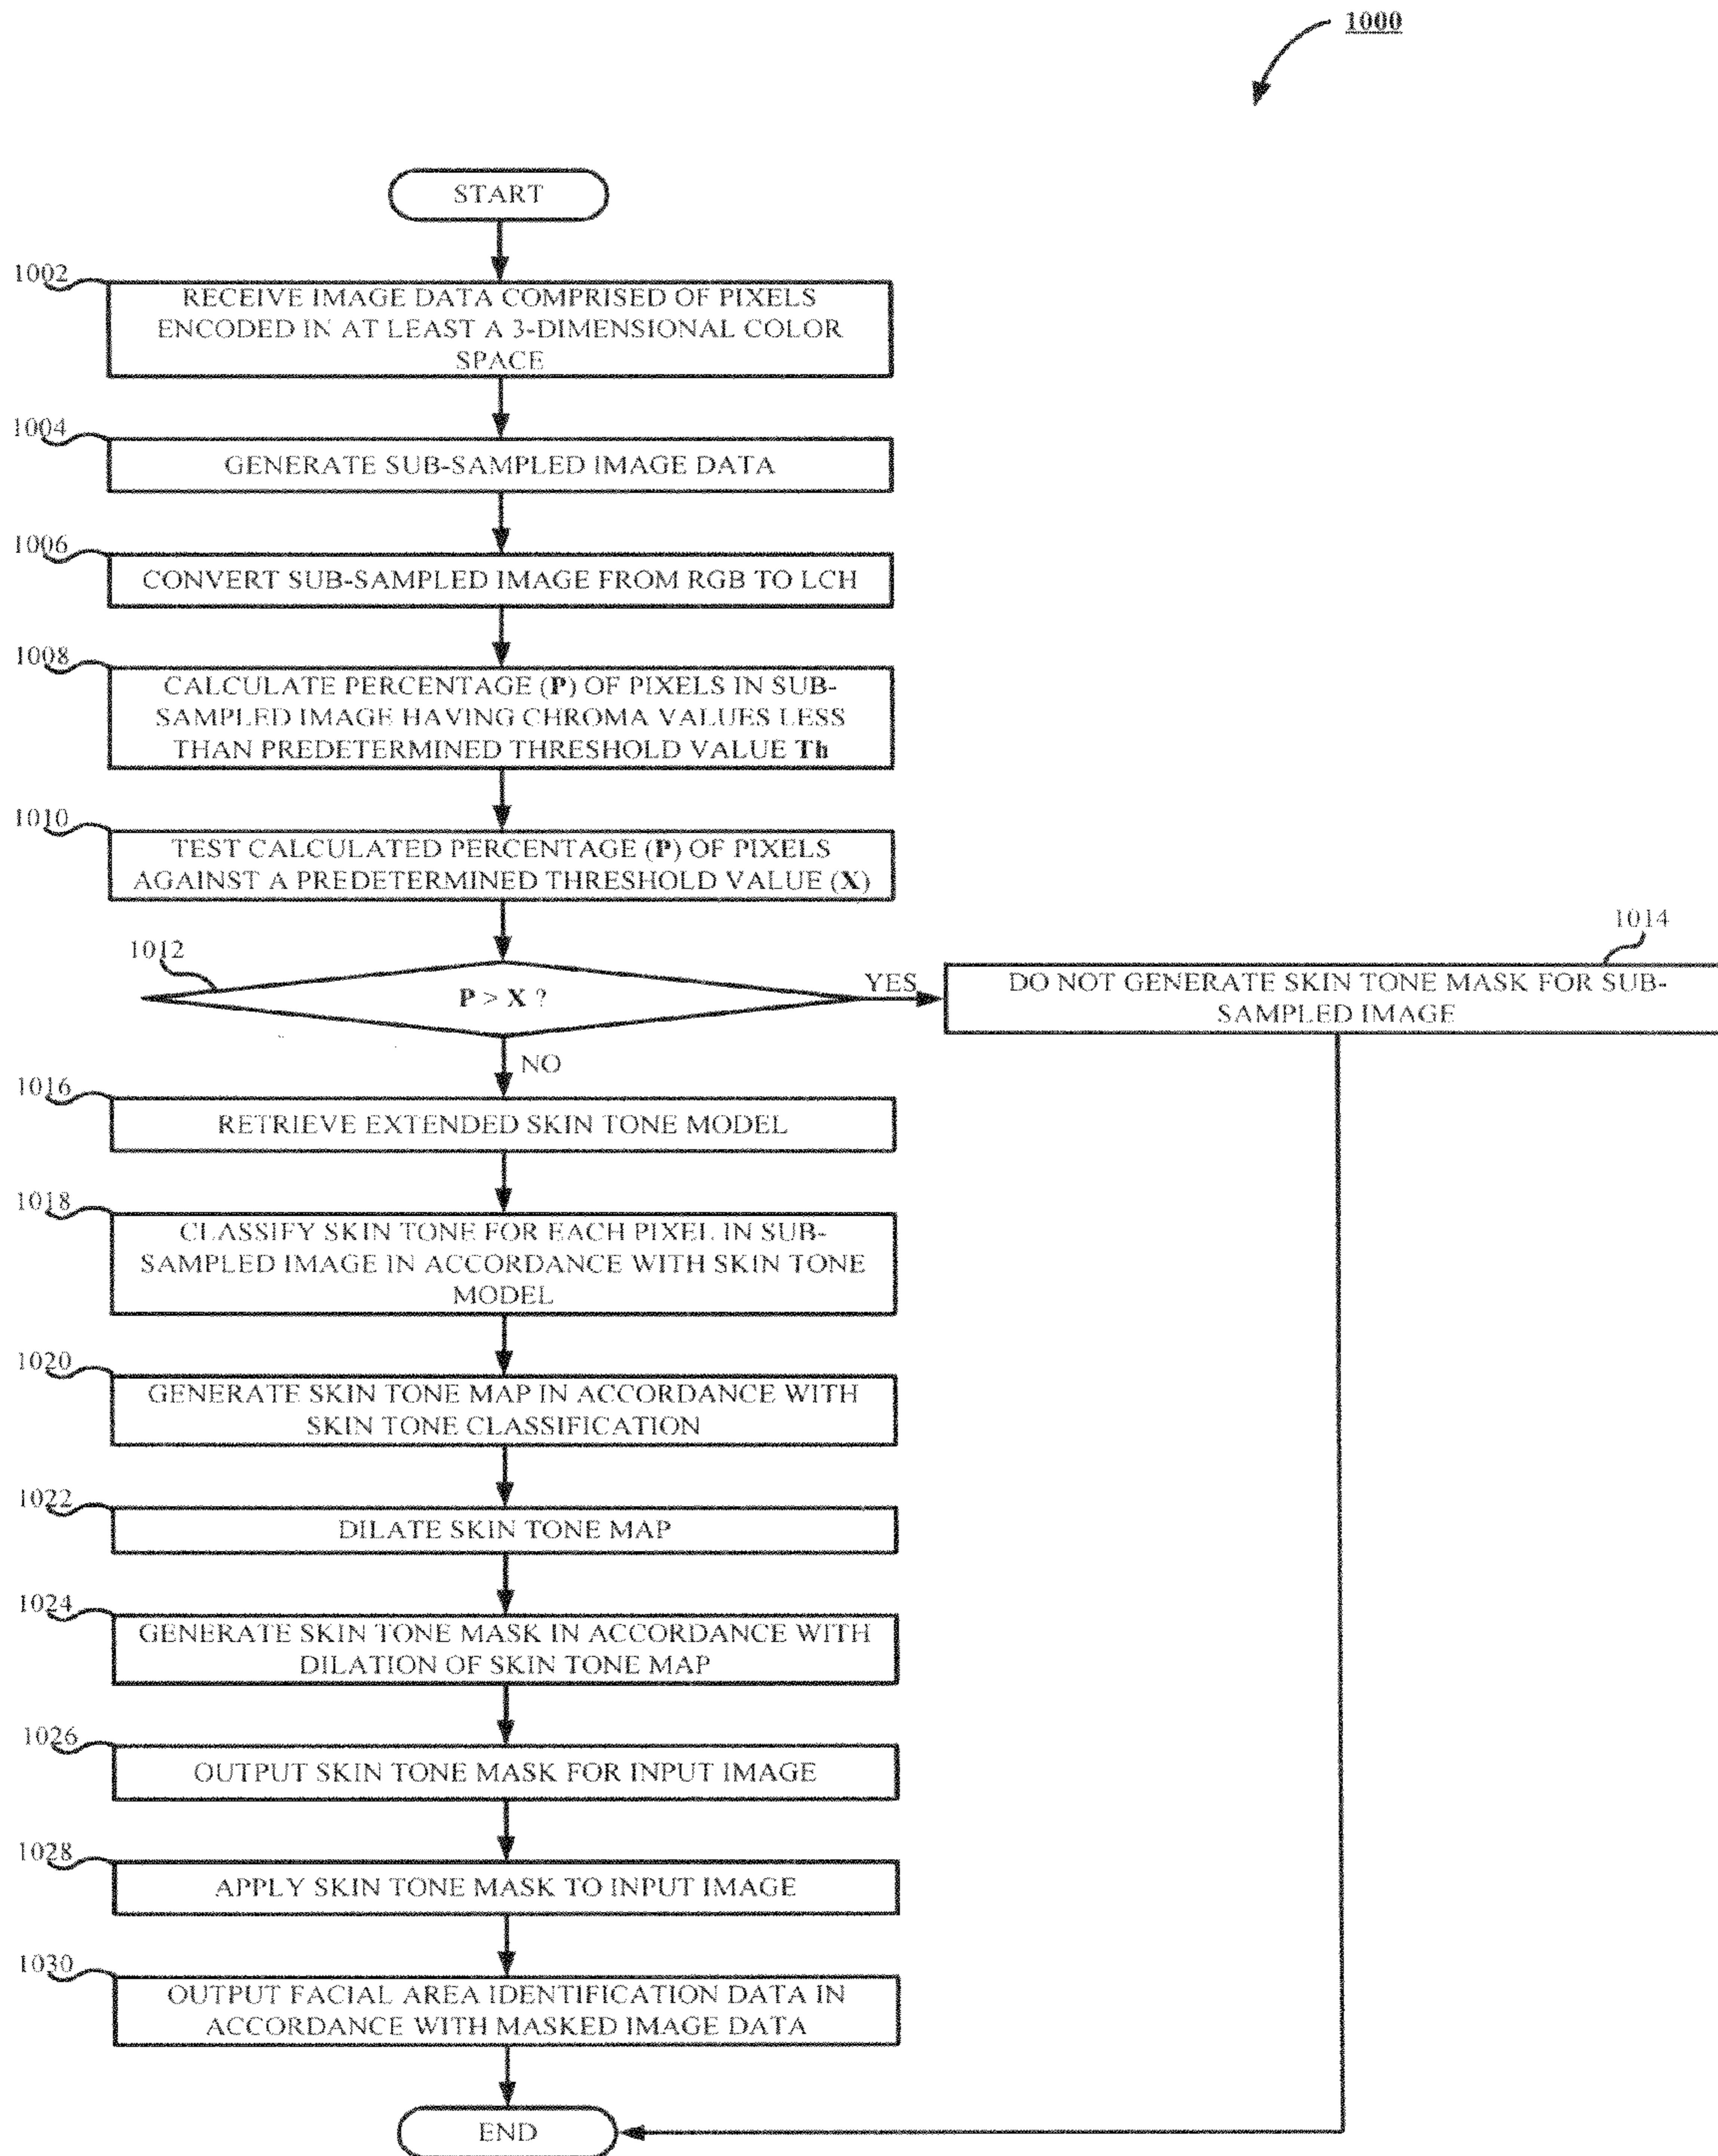 1000
START
1002
RECEIVE IMAGE DATA COMPRISED OF PIXELS
ENCODED IN AT LEAST A 3-DIMENSIONAL COLOR
SPACE
1004
GENERATE SUB-SAMPLED IMAGE DATA
1006
CONVERT SUB-SAMPLED IMAGE FROM RGB TO LCH
1008
CALCULATE PERCENTAGE (P) OF PIXELS IN SUB-
SAMPLED IMAGE HAVING CHROMA VALUES LESS
THAN PREDETERMINED THRESHOLD VALUE Th
1010
TEST CALCULATED PERCENTAGE (P) OF PIXELS
AGAINST A PREDETERMINED THRESHOLD VALUE (X)
1012
P > X ?
YES
1014
DO NOT GENERATE SKIN TONE MASK FOR SUB-
SAMPLED IMAGE
NO
1016
RETRIEVE EXTENDED SKIN TONE MODEL
1018
CLASSIFY SKIN TONE FOR EACH PIXEL IN SUB-
SAMPLED IMAGE IN ACCORDANCE WITH SKIN TONE
MODEL
1020
GENERATE SKIN TONE MAP IN ACCORDANCE WITH
SKIN TONE CLASSIFICATION
1022
DILATE SKIN TONE MAP
1024
GENERATE SKIN TONE MASK IN ACCORDANCE WITH
DILATION OF SKIN TONE MAP
1026
OUTPUT SKIN TONE MASK FOR INPUT IMAGE
1028
APPLY SKIN TONE MASK TO INPUT IMAGE
1030
OUTPUT FACIAL AREA IDENTIFICATION DATA IN
ACCORDANCE WITH MASKED IMAGE DATA
END